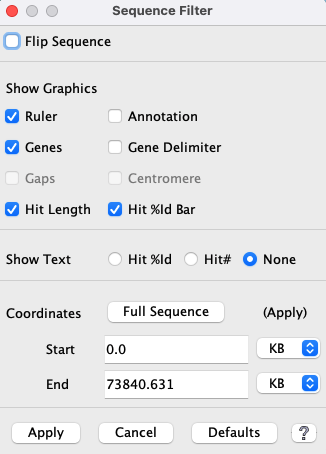 Sequence Filter
Flip Sequence
Show Graphics
Ruler Annotation
Genes Gene Delimiter
Gaps Centromere
Hit Length Hit %Id Bar
Show Text Hit %Id Hit# None
Coordinates Full Sequence (Apply)
Start 0.0 KB
End 73840.631 KB
Apply Cancel Defaults ?